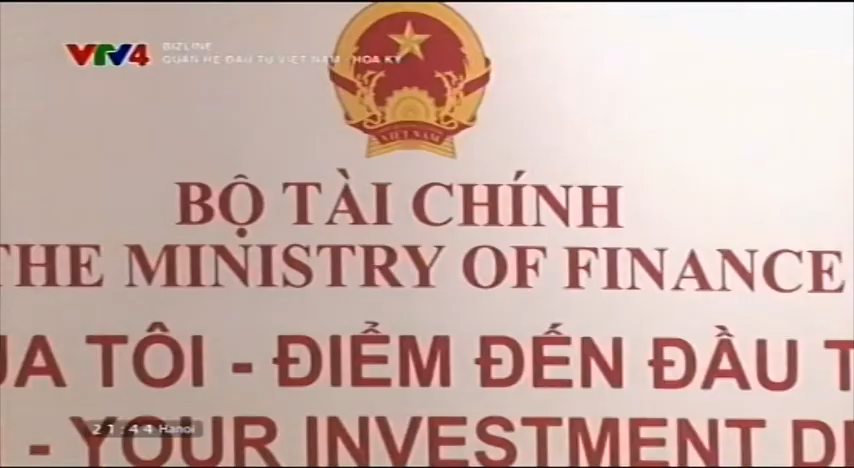 VTV4
BIZLINE
QUAN HỆ ĐẦU TƯ VIỆT NAM - HOA KỲ
VIỆT NAM
BỘ TÀI CHÍNH
THE MINISTRY OF FINANCE
TÔI - ĐIỂM ĐẾN ĐẦU
- YOUR INVESTMENT
21:44 Hanoi